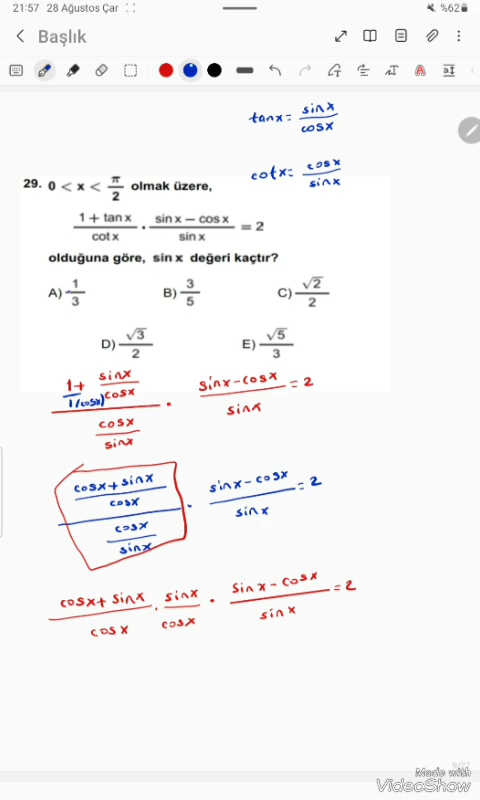 21:57 28 Ağustos Çar %62
Başlık
tanx = sinx/cosx
cotx = cosx/sinx
29. 0 < x < π/2 olmak üzere,
(1 + tan x)/(cot x) · (sin x − cos x)/(sin x) = 2
olduğuna göre, sin x değeri kaçtır?
A) 1/3 B) 3/5 C) √2/2
D) √3/2 E) √5/3
(1/1 (cosx) + sinx/cosx)/(cosx/sinx) · (sinx − cosx)/sinx = 2
((cosx + sinx)/cosx)/(cosx/sinx) · (sinx − cosx)/sinx = 2
(cosx + sinx)/cosx · sinx/cosx · (sinx − cosx)/sinx = 2
Made with
VideoShow